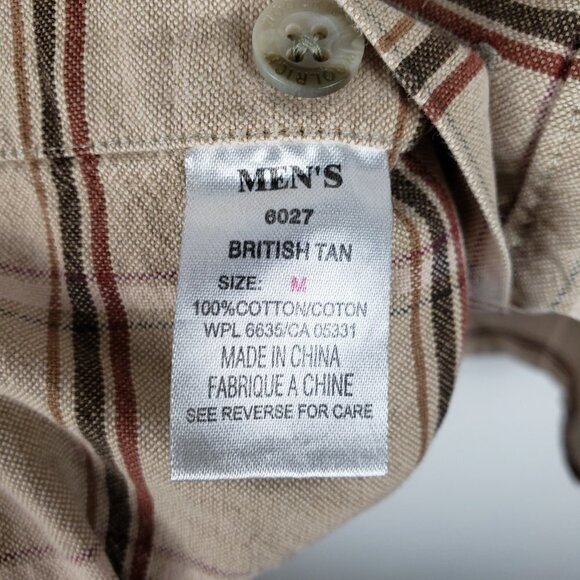 WOOLRICH
MEN'S
6027
BRITISH TAN
SIZE: M
100%COTTON/COTON
WPL 6635/CA 05331
MADE IN CHINA
FABRIQUE A CHINE
SEE REVERSE FOR CARE